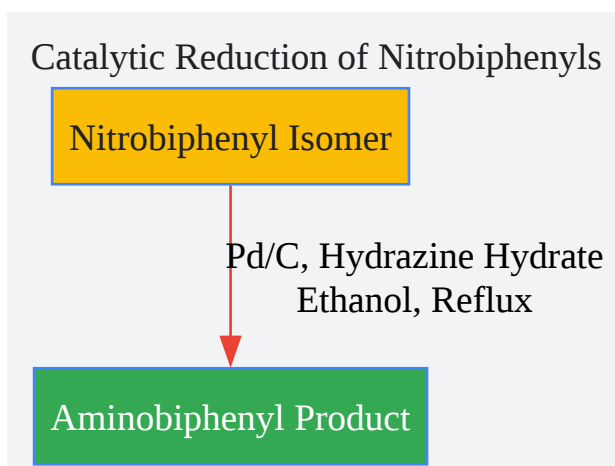 Catalytic Reduction of Nitrobiphenyls
Nitrobiphenyl Isomer
Pd/C, Hydrazine Hydrate
Ethanol, Reflux
Aminobiphenyl Product